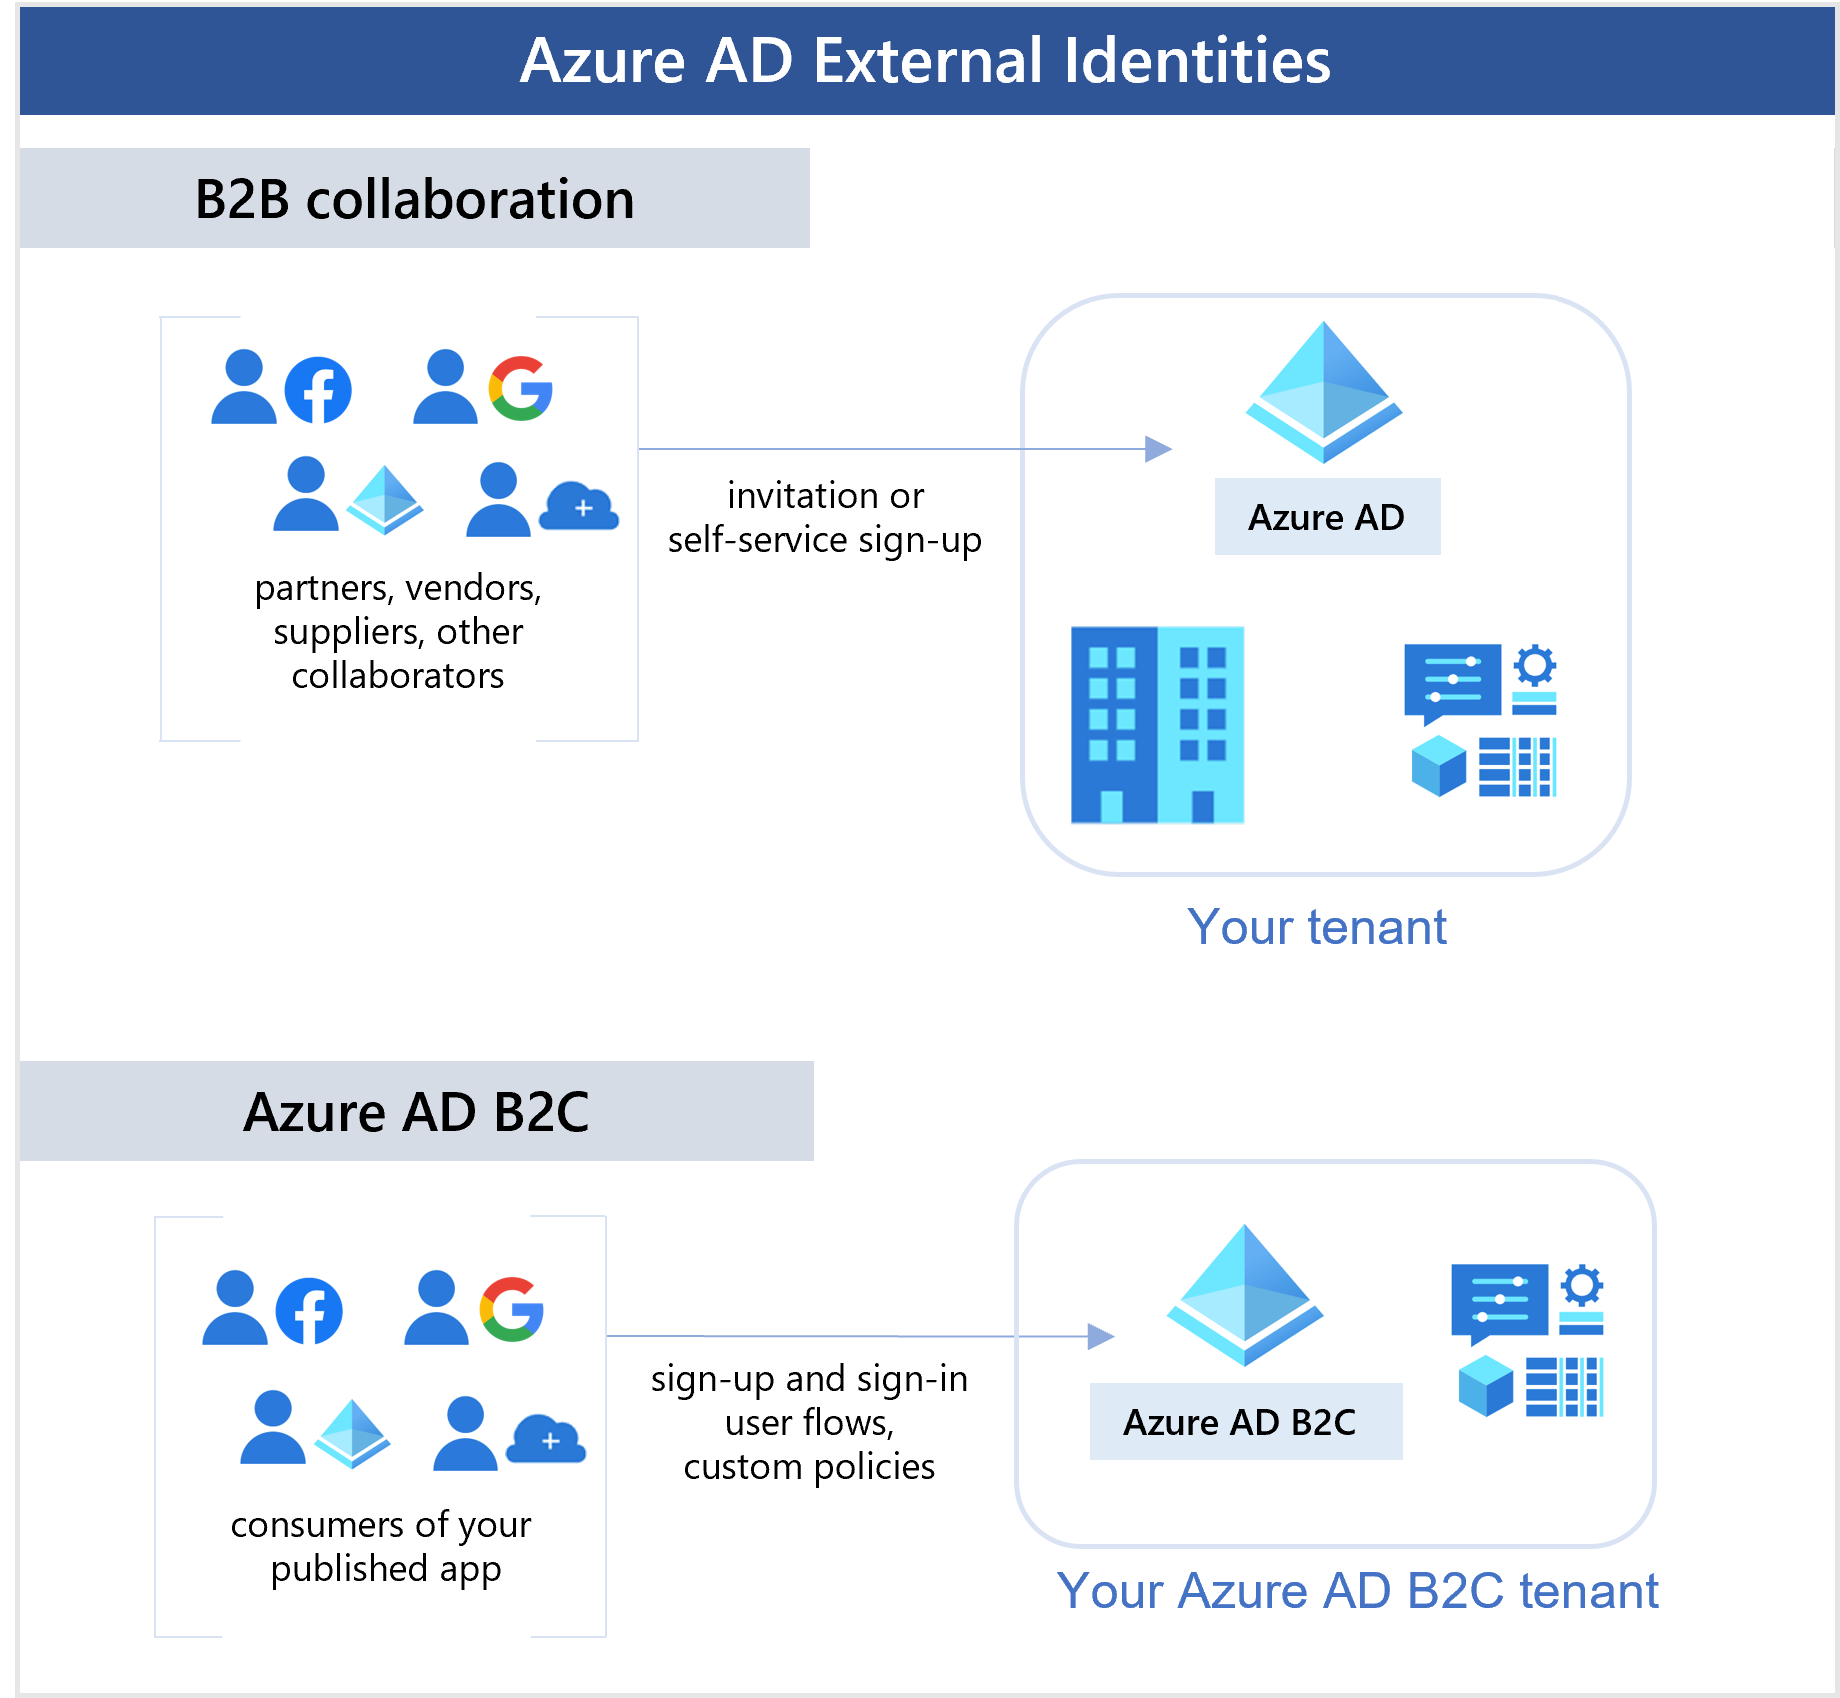 Azure AD External Identities
B2B collaboration
partners, vendors,
suppliers, other
collaborators
invitation or
self-service sign-up
Azure AD
Your tenant
Azure AD B2C
consumers of your
published app
sign-up and sign-in
user flows,
custom policies
Azure AD B2C
Your Azure AD B2C tenant